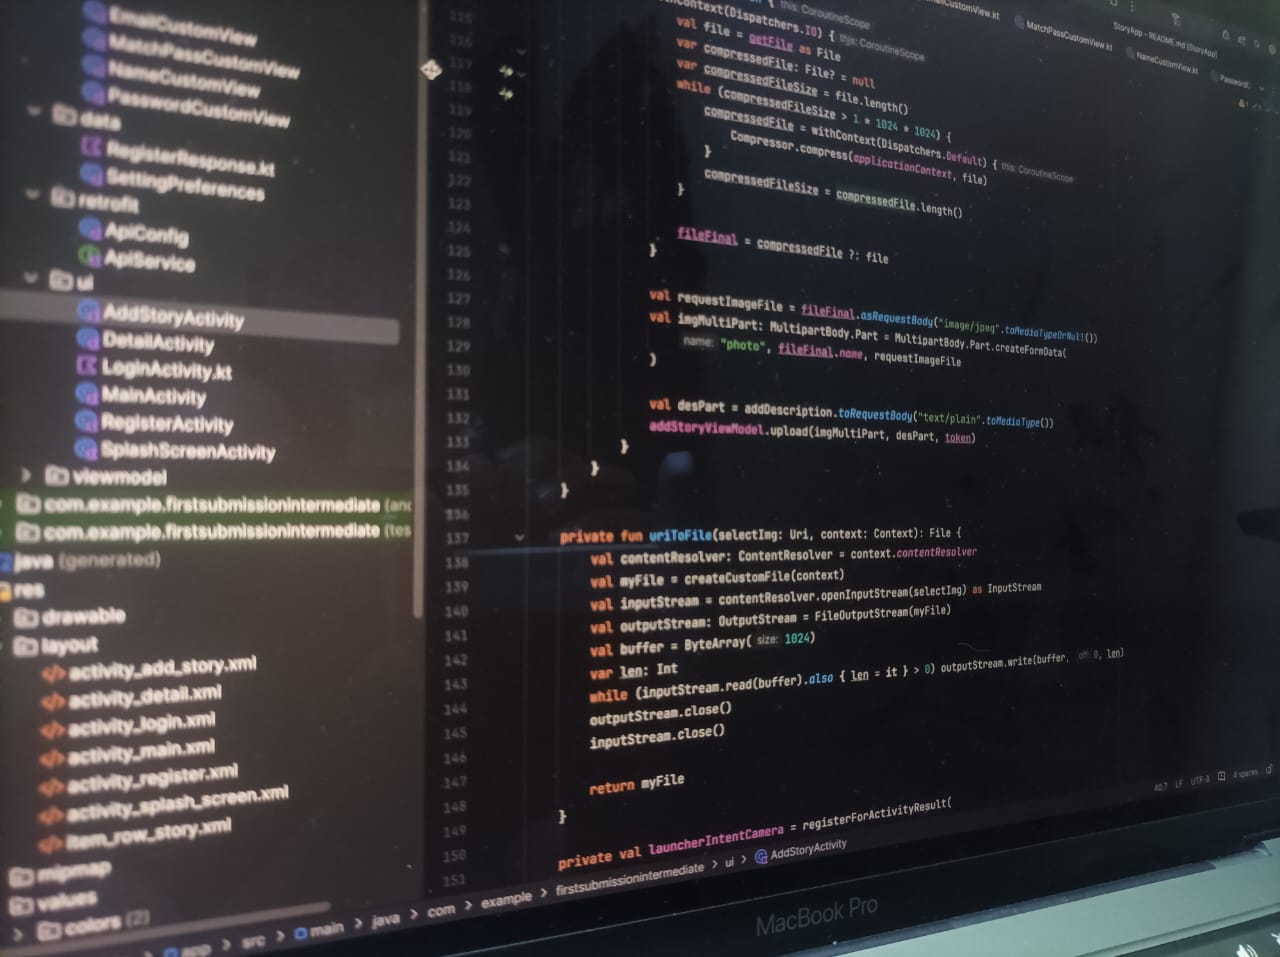 EmailCustomView
MatchPassCustomView
NameCustomView
PasswordCustomView
data
RegisterResponse.kt
SettingPreferences
retrofit
ApiConfig
ApiService
ui
AddStoryActivity
DetailActivity
LoginActivity.kt
MainActivity
RegisterActivity
SplashScreenActivity
viewmodel
com.example.firstsubmissionintermediate (and
com.example.firstsubmissionintermediate (tes
java (generated)
res
drawable
layout
activity_add_story.xml
activity_detail.xml
activity_login.xml
activity_main.xml
activity_register.xml
activity_splash_screen.xml
item_row_story.xml
mipmap
values
colors (2)
StoryApp – README.md [StoryApp]
CustomView.kt MatchPassCustomView.kt NameCustomView.kt Password
115
116
117
118
119
120
121
122
123
124
125
126
127
128
129
130
131
132
133
134
135
136
137
138
139
140
141
142
143
144
145
146
147
148
149
150
151
{ this: CoroutineScope
Context(Dispatchers.IO) { this: CoroutineScope
val file = getFile as File
var compressedFile: File? = null
var compressedFileSize = file.length()
while (compressedFileSize > 1 * 1024 * 1024) {
compressedFile = withContext(Dispatchers.Default) { this: CoroutineScope
Compressor.compress(applicationContext, file)
}
compressedFileSize = compressedFile.length()
}
fileFinal = compressedFile ?: file
}
val requestImageFile = fileFinal.asRequestBody("image/jpeg".toMediaTypeOrNull())
val imgMultiPart: MultipartBody.Part = MultipartBody.Part.createFormData(
name: "photo", fileFinal.name, requestImageFile
)
val desPart = addDescription.toRequestBody("text/plain".toMediaType())
addStoryViewModel.upload(imgMultiPart, desPart, token)
}
}
}
private fun uriToFile(selectImg: Uri, context: Context): File {
val contentResolver: ContentResolver = context.contentResolver
val myFile = createCustomFile(context)
val inputStream = contentResolver.openInputStream(selectImg) as InputStream
val outputStream: OutputStream = FileOutputStream(myFile)
val buffer = ByteArray( size: 1024)
var len: Int
while (inputStream.read(buffer).also { len = it } > 0) outputStream.write(buffer, off: 0, len)
outputStream.close()
inputStream.close()
return myFile
}
private val launcherIntentCamera = registerForActivityResult(
app > src > main > java > com > example > firstsubmissionintermediate > ui > AddStoryActivity
40:7 LF UTF-8 4 spaces
MacBook Pro